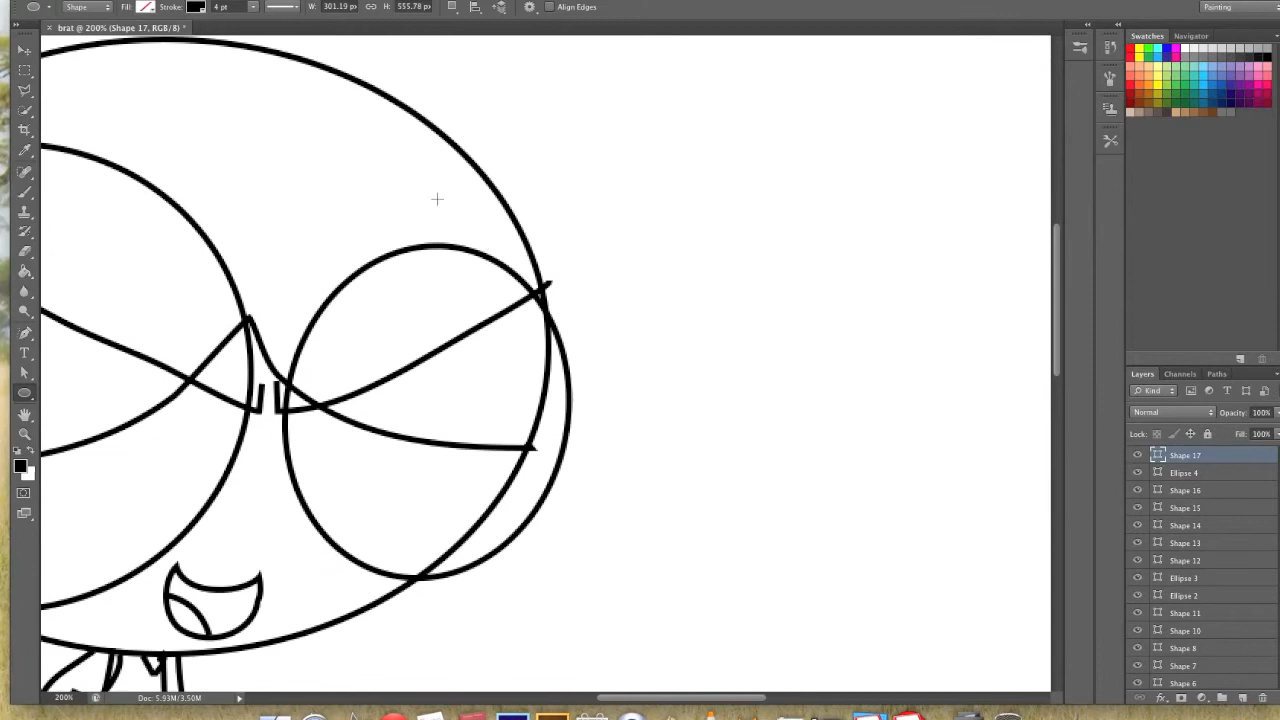 Shape
Fill:
Stroke:
4 pt
W: 301.19 px
H: 555.78 px
Align Edges
Painting
brat @ 200% (Shape 17, RGB/8) *
Swatches
Navigator
Layers
Channels
Paths
Kind
Normal
Opacity: 100%
Lock:
Fill: 100%
Shape 17
Ellipse 4
Shape 16
Shape 15
Shape 14
Shape 13
Shape 12
Ellipse 3
Ellipse 2
Shape 11
Shape 10
Shape 8
Shape 7
Shape 6
200%
Doc: 5.93M/3.50M